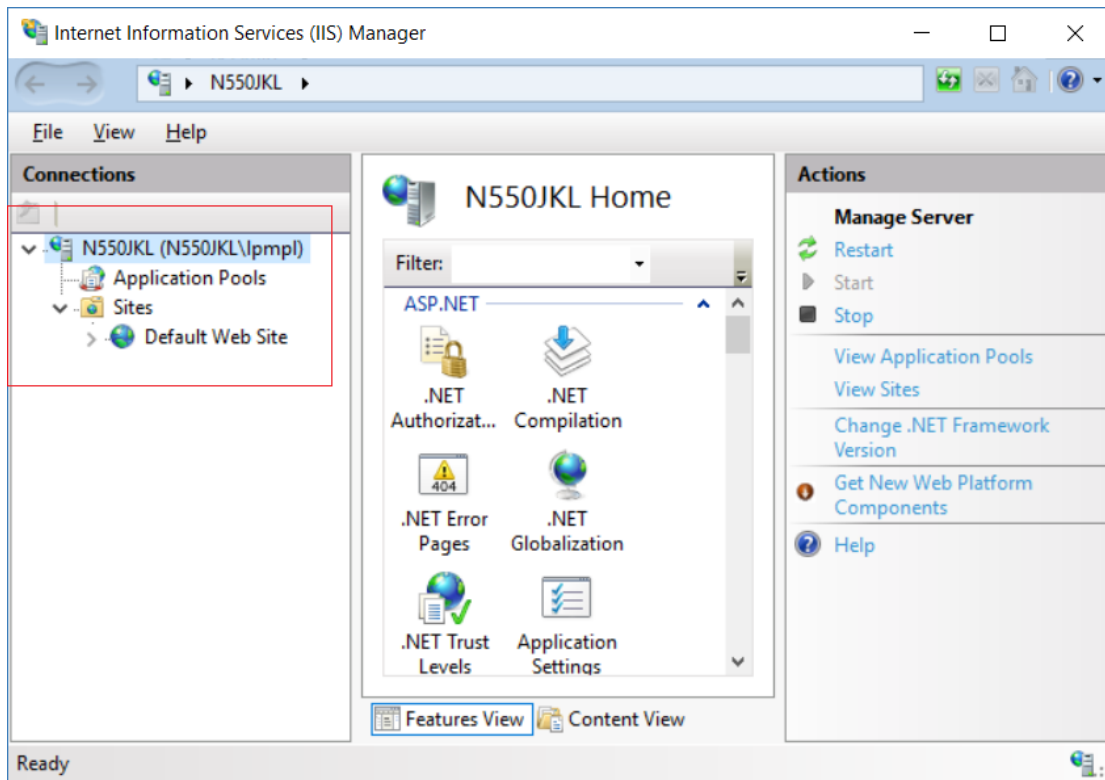 Internet Information Services (IIS) Manager
N550JKL
File View Help
Connections
N550JKL (N550JKL\lpmpl)
Application Pools
Sites
Default Web Site
N550JKL Home
Filter:
ASP.NET
.NET
Authorizat...
.NET
Compilation
404
.NET Error
Pages
.NET
Globalization
.NET Trust
Levels
Application
Settings
Features View
Content View
Actions
Manage Server
Restart
Start
Stop
View Application Pools
View Sites
Change .NET Framework
Version
Get New Web Platform
Components
Help
Ready